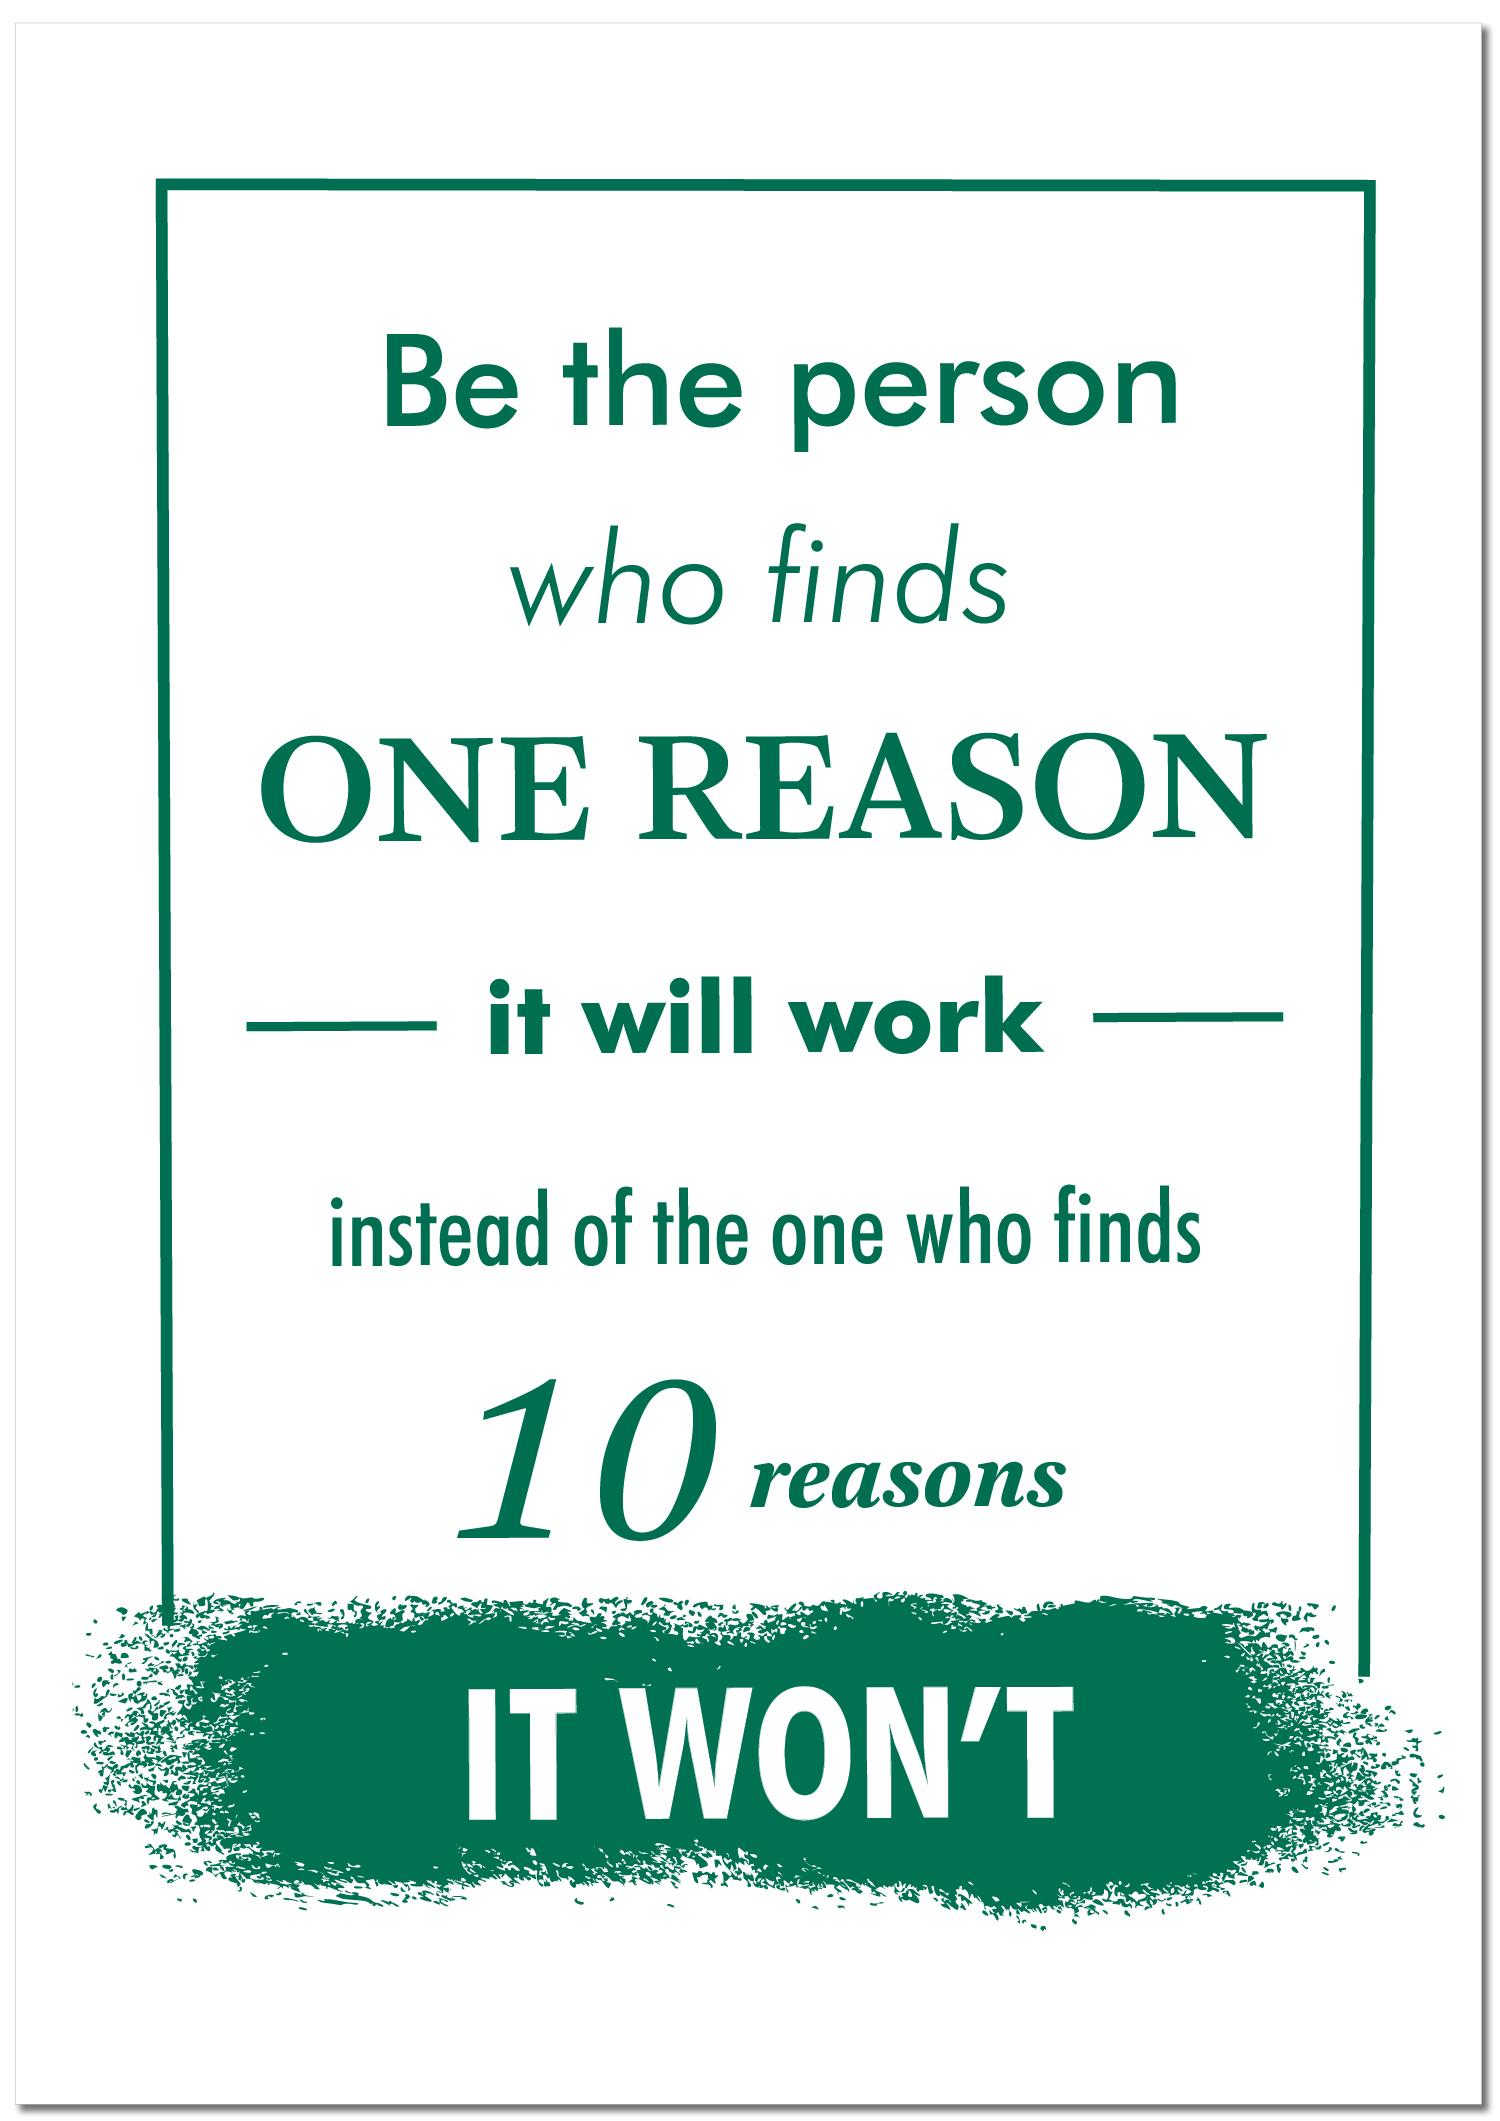 Be the person
who finds
ONE REASON
it will work
instead of the one who finds
10 reasons
IT WON’T